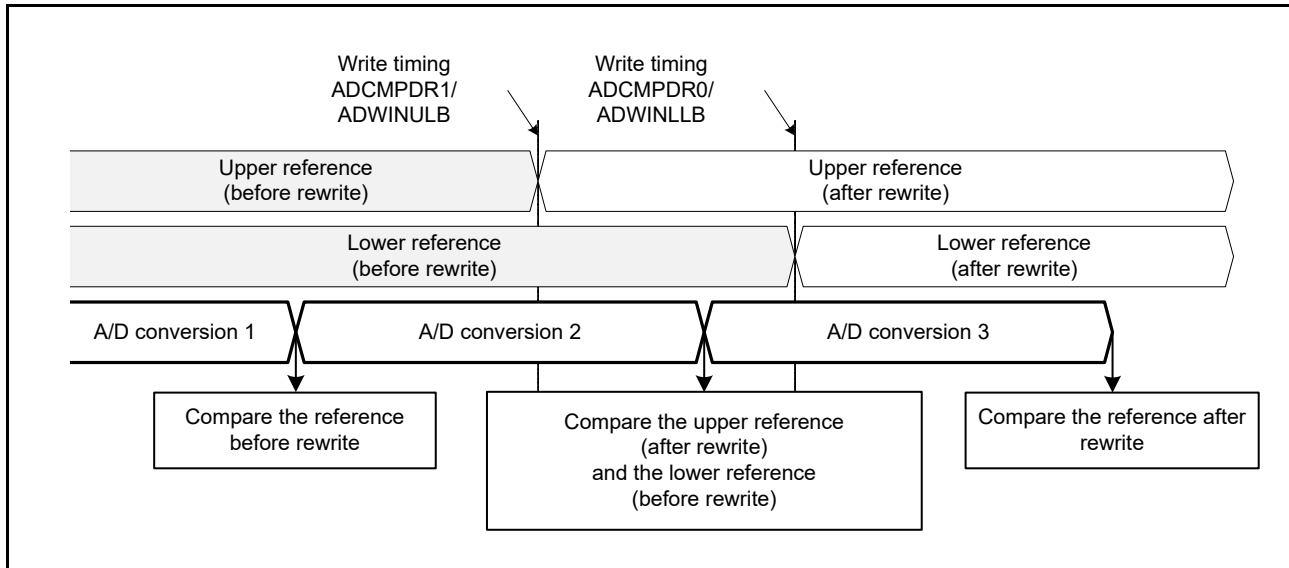 Write timing
ADCMPDR1/
ADWINULB
Write timing
ADCMPDR0/
ADWINLLB
Upper reference
(before rewrite)
Upper reference
(after rewrite)
Lower reference
(before rewrite)
Lower reference
(after rewrite)
A/D conversion 1
A/D conversion 2
A/D conversion 3
Compare the reference
before rewrite
Compare the upper reference
(after rewrite)
and the lower reference
(before rewrite)
Compare the reference after
rewrite